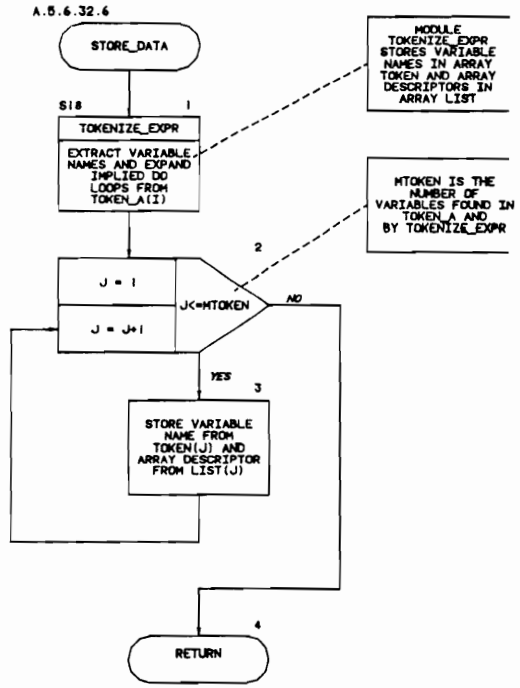 A.5.6.32.6
STORE_DATA
MODULE
TOKENIZE_EXPR
STORES VARIABLE
NAMES IN ARRAY
TOKEN AND ARRAY
DESCRIPTORS IN
ARRAY LIST
S18 1
TOKENIZE_EXPR
EXTRACT VARIABLE
NAMES AND EXPAND
IMPLIED DO
LOOPS FROM
TOKEN_A(I)
MTOKEN IS THE
NUMBER OF
VARIABLES FOUND IN
TOKEN_A AND
BY TOKENIZE_EXPR
2
J = 1
J<=MTOKEN
NO
J = J+1
YES
3
STORE VARIABLE
NAME FROM
TOKEN(J) AND
ARRAY DESCRIPTOR
FROM LIST(J)
4
RETURN